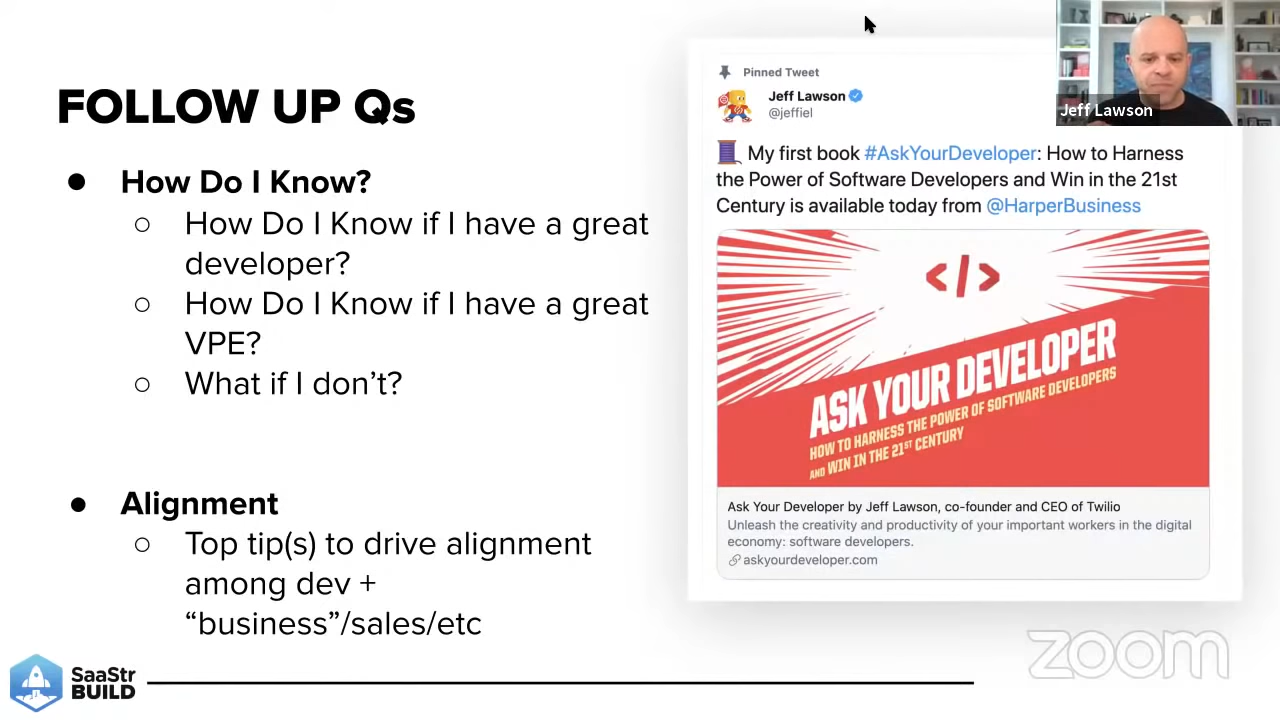 FOLLOW UP Qs
● How Do I Know?
○ How Do I Know if I have a great
developer?
○ How Do I Know if I have a great
VPE?
○ What if I don’t?
● Alignment
○ Top tip(s) to drive alignment
among dev +
“business”/sales/etc
Pinned Tweet
Jeff Lawson
@jeffiel
My first book #AskYourDeveloper: How to Harness
the Power of Software Developers and Win in the 21st
Century is available today from @HarperBusiness
</>
ASK YOUR DEVELOPER
HOW TO HARNESS THE POWER OF SOFTWARE DEVELOPERS
AND WIN IN THE 21ST CENTURY
Ask Your Developer by Jeff Lawson, co-founder and CEO of Twilio
Unleash the creativity and productivity of your important workers in the digital
economy: software developers.
askyourdeveloper.com
Jeff Lawson
SaaStr
BUILD
zoom